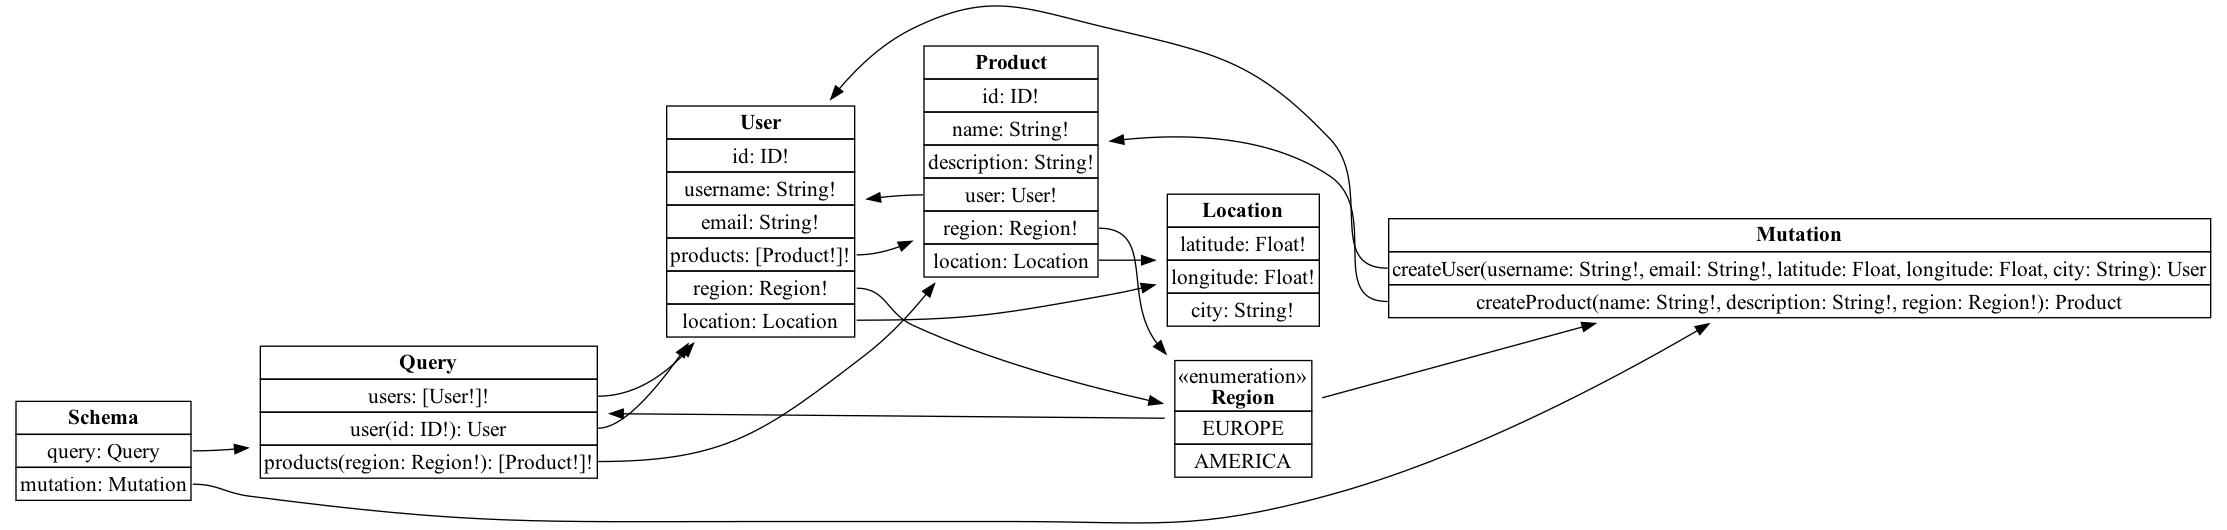 Schema
query: Query
mutation: Mutation
Query
users: [User!]!
user(id: ID!): User
products(region: Region!): [Product!]!
User
id: ID!
username: String!
email: String!
products: [Product!]!
region: Region!
location: Location
Product
id: ID!
name: String!
description: String!
user: User!
region: Region!
location: Location
Location
latitude: Float!
longitude: Float!
city: String!
«enumeration»
Region
EUROPE
AMERICA
Mutation
createUser(username: String!, email: String!, latitude: Float, longitude: Float, city: String): User
createProduct(name: String!, description: String!, region: Region!): Product